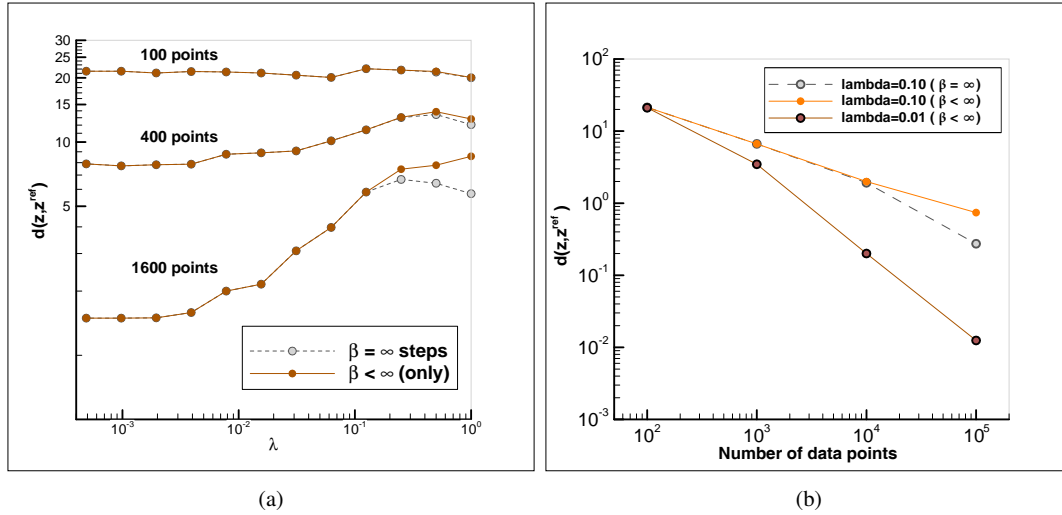 30
25
20
15
10
5
d(z,z^ref)
100 points
400 points
1600 points
β = ∞ steps
β < ∞ (only)
10^-3
10^-2
10^-1
10^0
λ
(a)
10^2
10^1
10^0
10^-1
10^-2
10^-3
d(z,z^ref)
lambda=0.10 ( β = ∞)
lambda=0.10 ( β < ∞)
lambda=0.01 ( β < ∞)
10^2
10^3
10^4
10^5
Number of data points
(b)